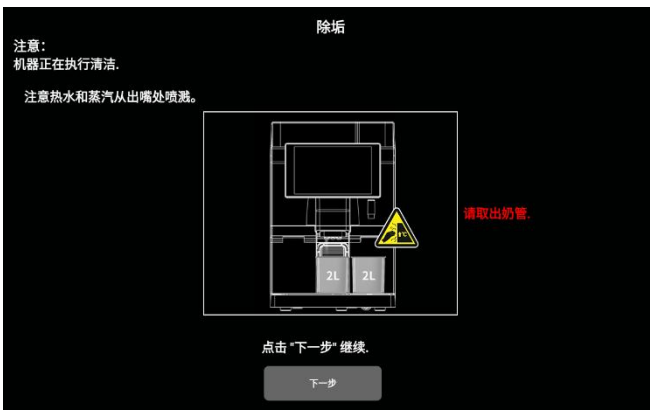 除垢
注意：
机器正在执行清洁.
注意热水和蒸汽从出嘴处喷溅。
请取出奶管.
2L 2L
点击 "下一步" 继续.
下一步